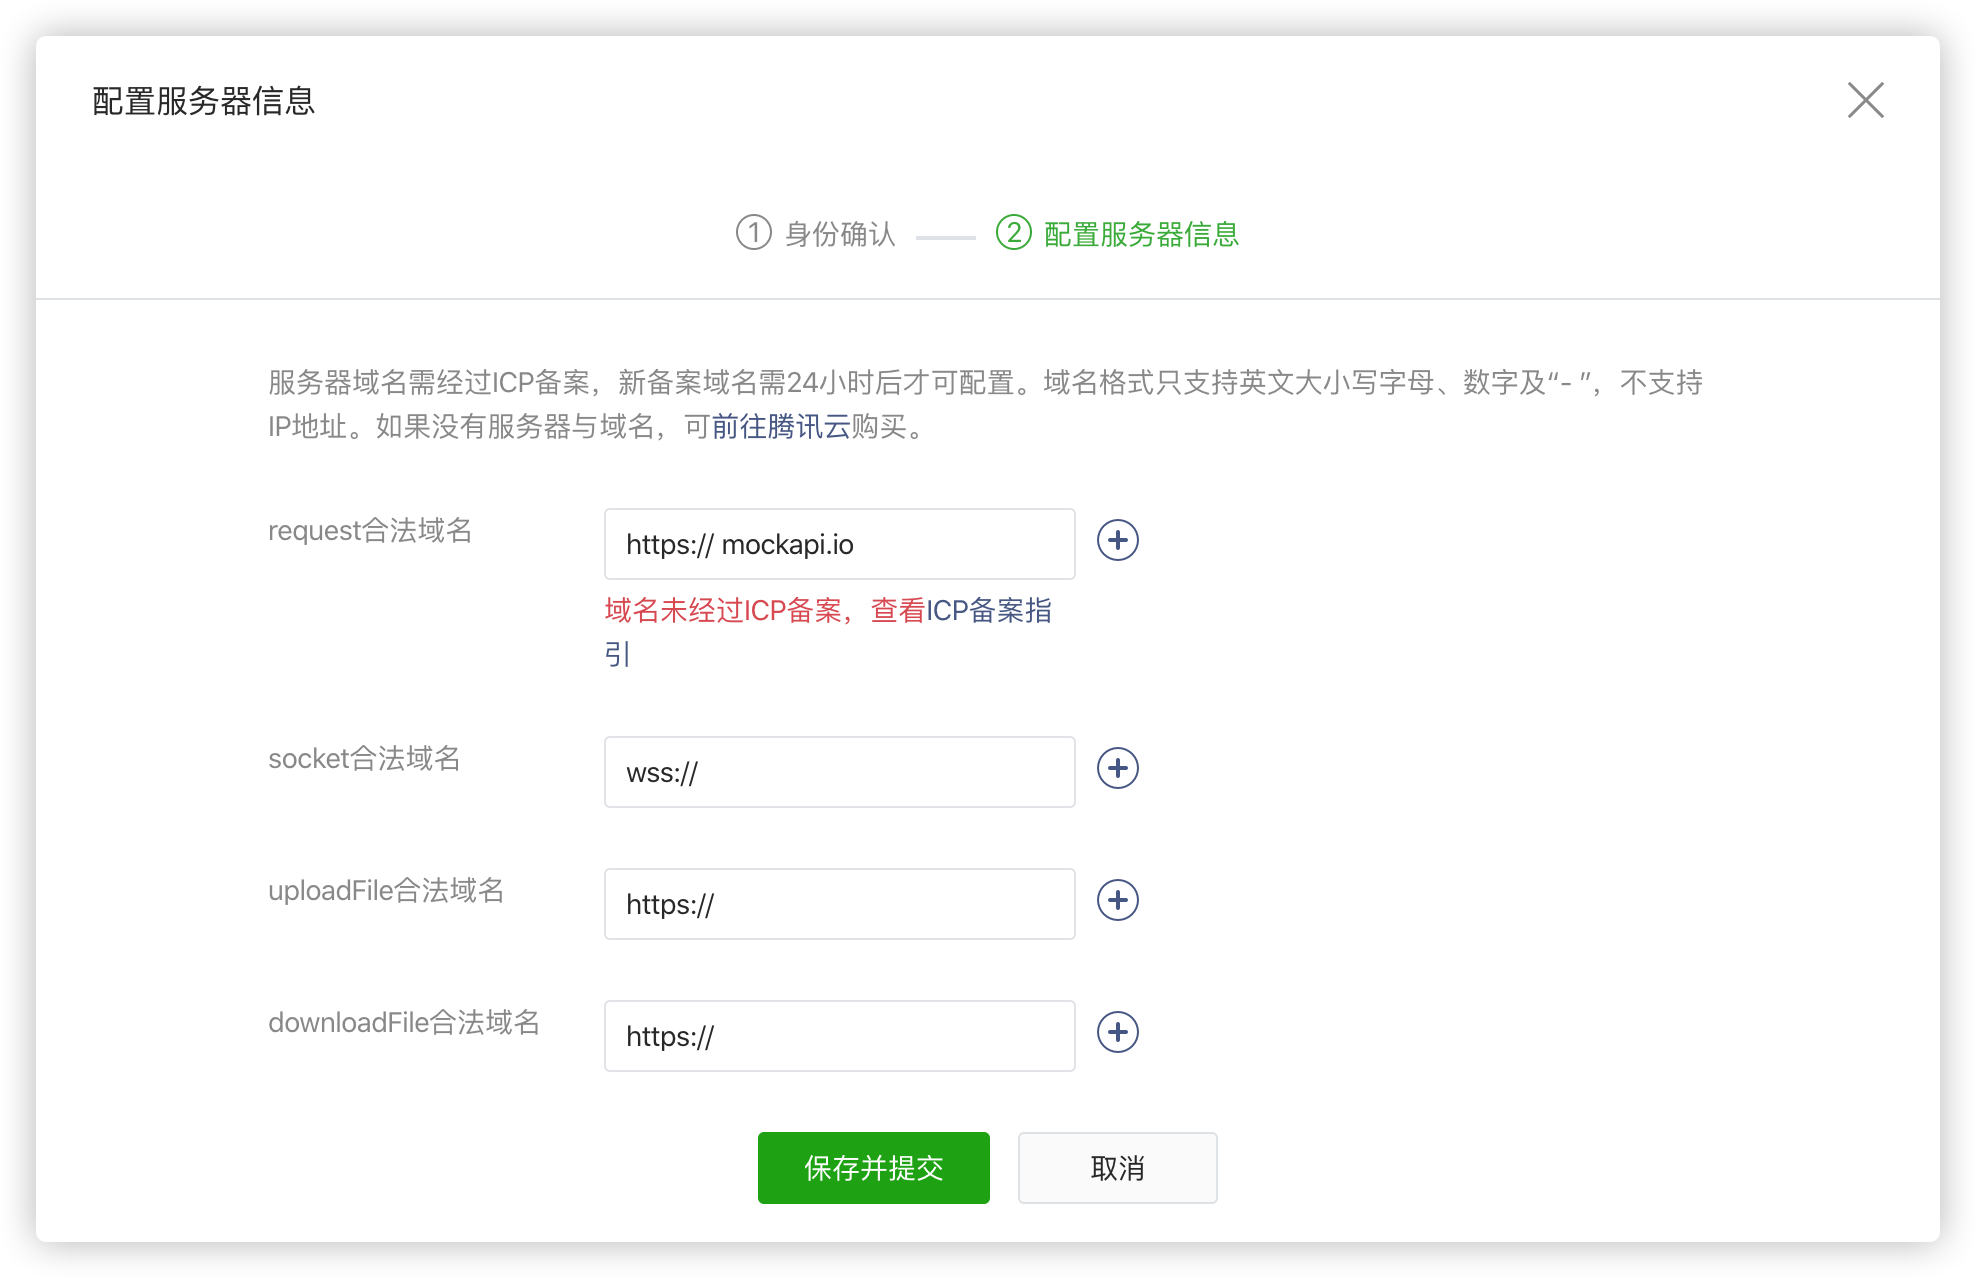 配置服务器信息
1 身份确认
2 配置服务器信息
服务器域名需经过ICP备案，新备案域名需24小时后才可配置。域名格式只支持英文大小写字母、数字及“- ”，不支持
IP地址。如果没有服务器与域名，可前往腾讯云购买。
request合法域名
https:// mockapi.io
域名未经过ICP备案，查看ICP备案指
引
socket合法域名
wss://
uploadFile合法域名
https://
downloadFile合法域名
https://
保存并提交
取消